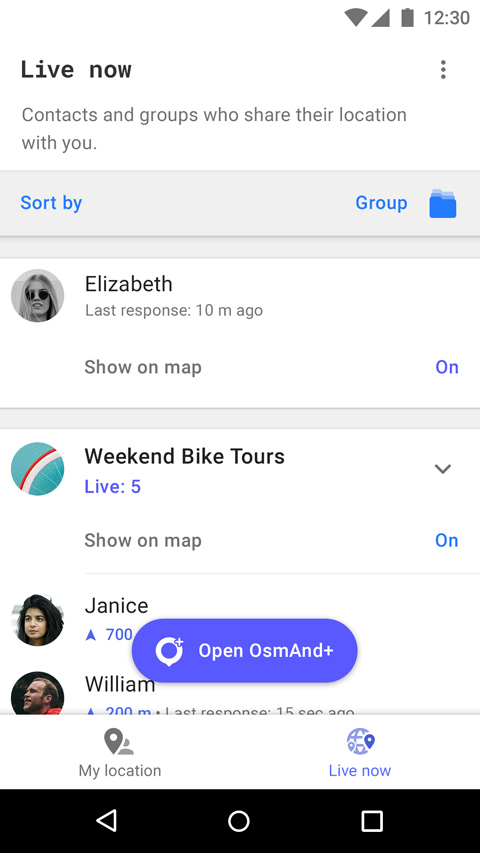 12:30
Live now
Contacts and groups who share their location
with you.
Sort by
Group
Elizabeth
Last response: 10 m ago
Show on map
On
Weekend Bike Tours
Live: 5
Show on map
On
Janice
700
Open OsmAnd+
William
200 m • Last response: 15 sec ago
My location
Live now